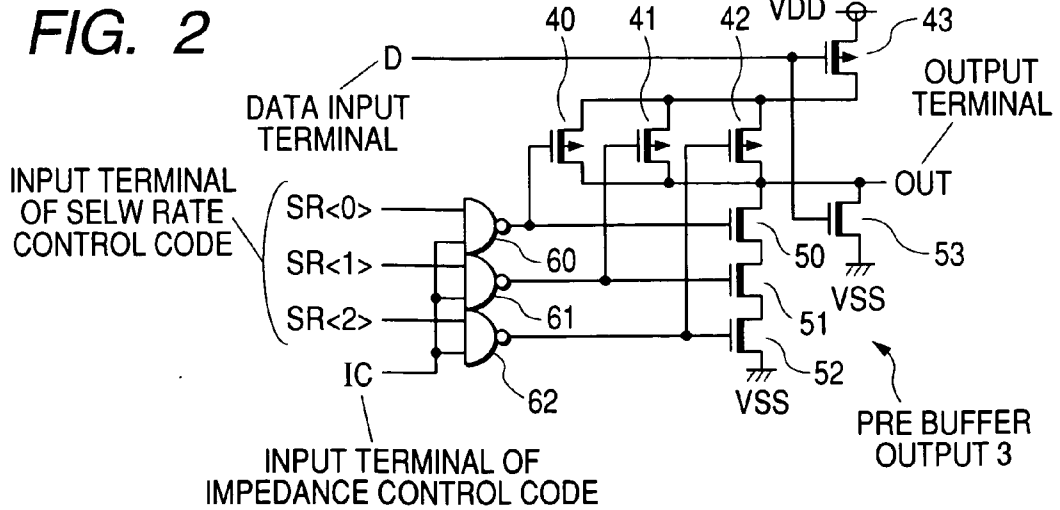 FIG. 2
40
41
42
VDD
43
D
DATA INPUT
TERMINAL
OUTPUT
TERMINAL
INPUT TERMINAL
OF SELW RATE
CONTROL CODE
SR<0>
SR<1>
SR<2>
IC
60
61
62
OUT
50
51
52
53
VSS
VSS
PRE BUFFER
OUTPUT 3
INPUT TERMINAL OF
IMPEDANCE CONTROL CODE